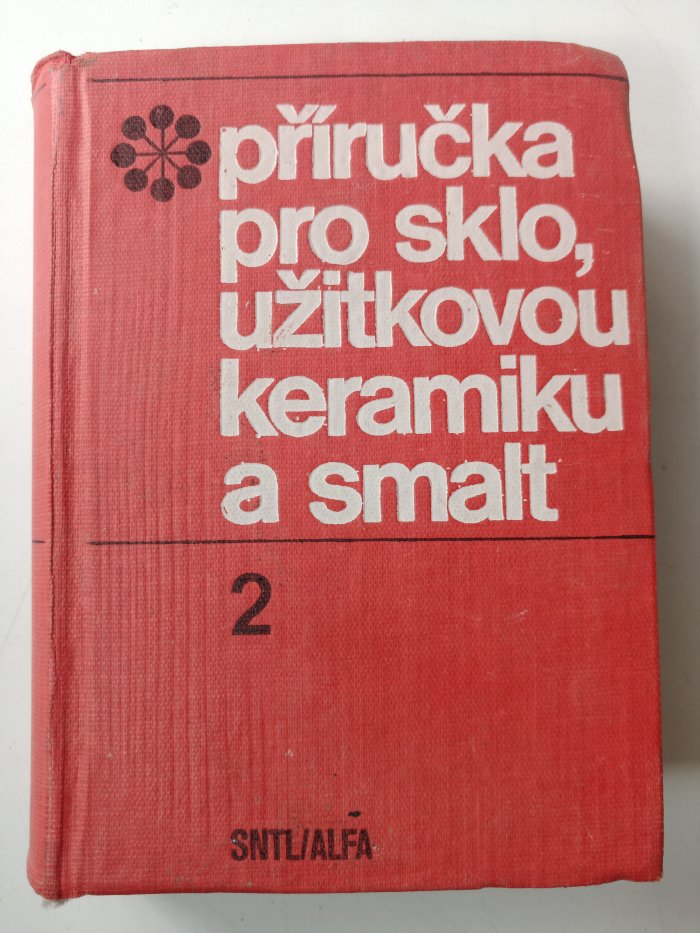 příručka
pro sklo,
užitkovou
keramiku
a smalt
2
SNTL/ALFA